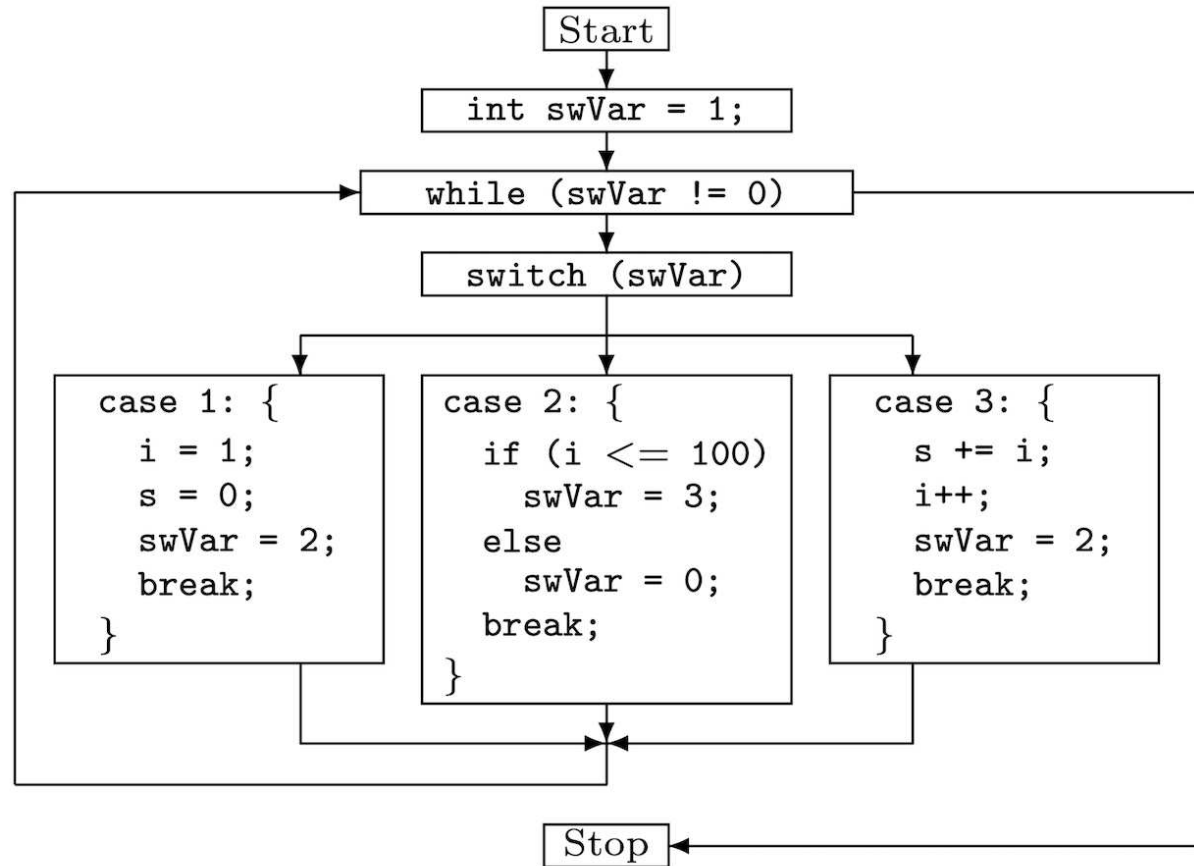 Start
int swVar = 1;
while (swVar != 0)
switch (swVar)
case 1: {
i = 1;
s = 0;
swVar = 2;
break;
}
case 2: {
if (i <= 100)
swVar = 3;
else
swVar = 0;
break;
}
case 3: {
s += i;
i++;
swVar = 2;
break;
}
Stop